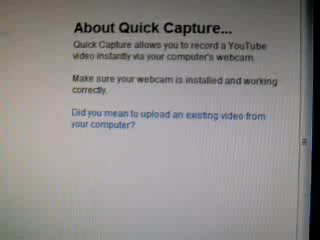 About Quick Capture...
Quick Capture allows you to record a YouTube
video instantly via your computer's webcam.
Make sure your webcam is installed and working
correctly.
Did you mean to upload an existing video from
your computer?